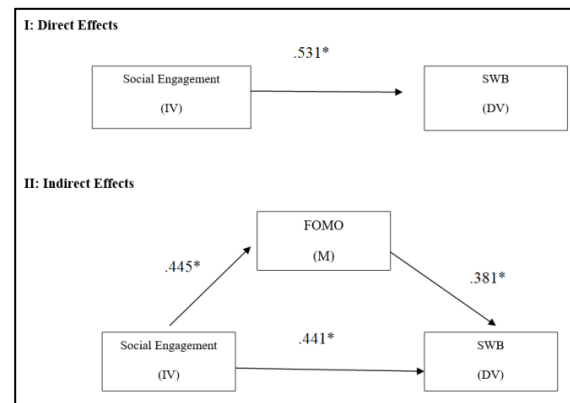 I: Direct Effects
.531*
Social Engagement
(IV)
SWB
(DV)
II: Indirect Effects
FOMO
(M)
.445*
.381*
Social Engagement
(IV)
.441*
SWB
(DV)